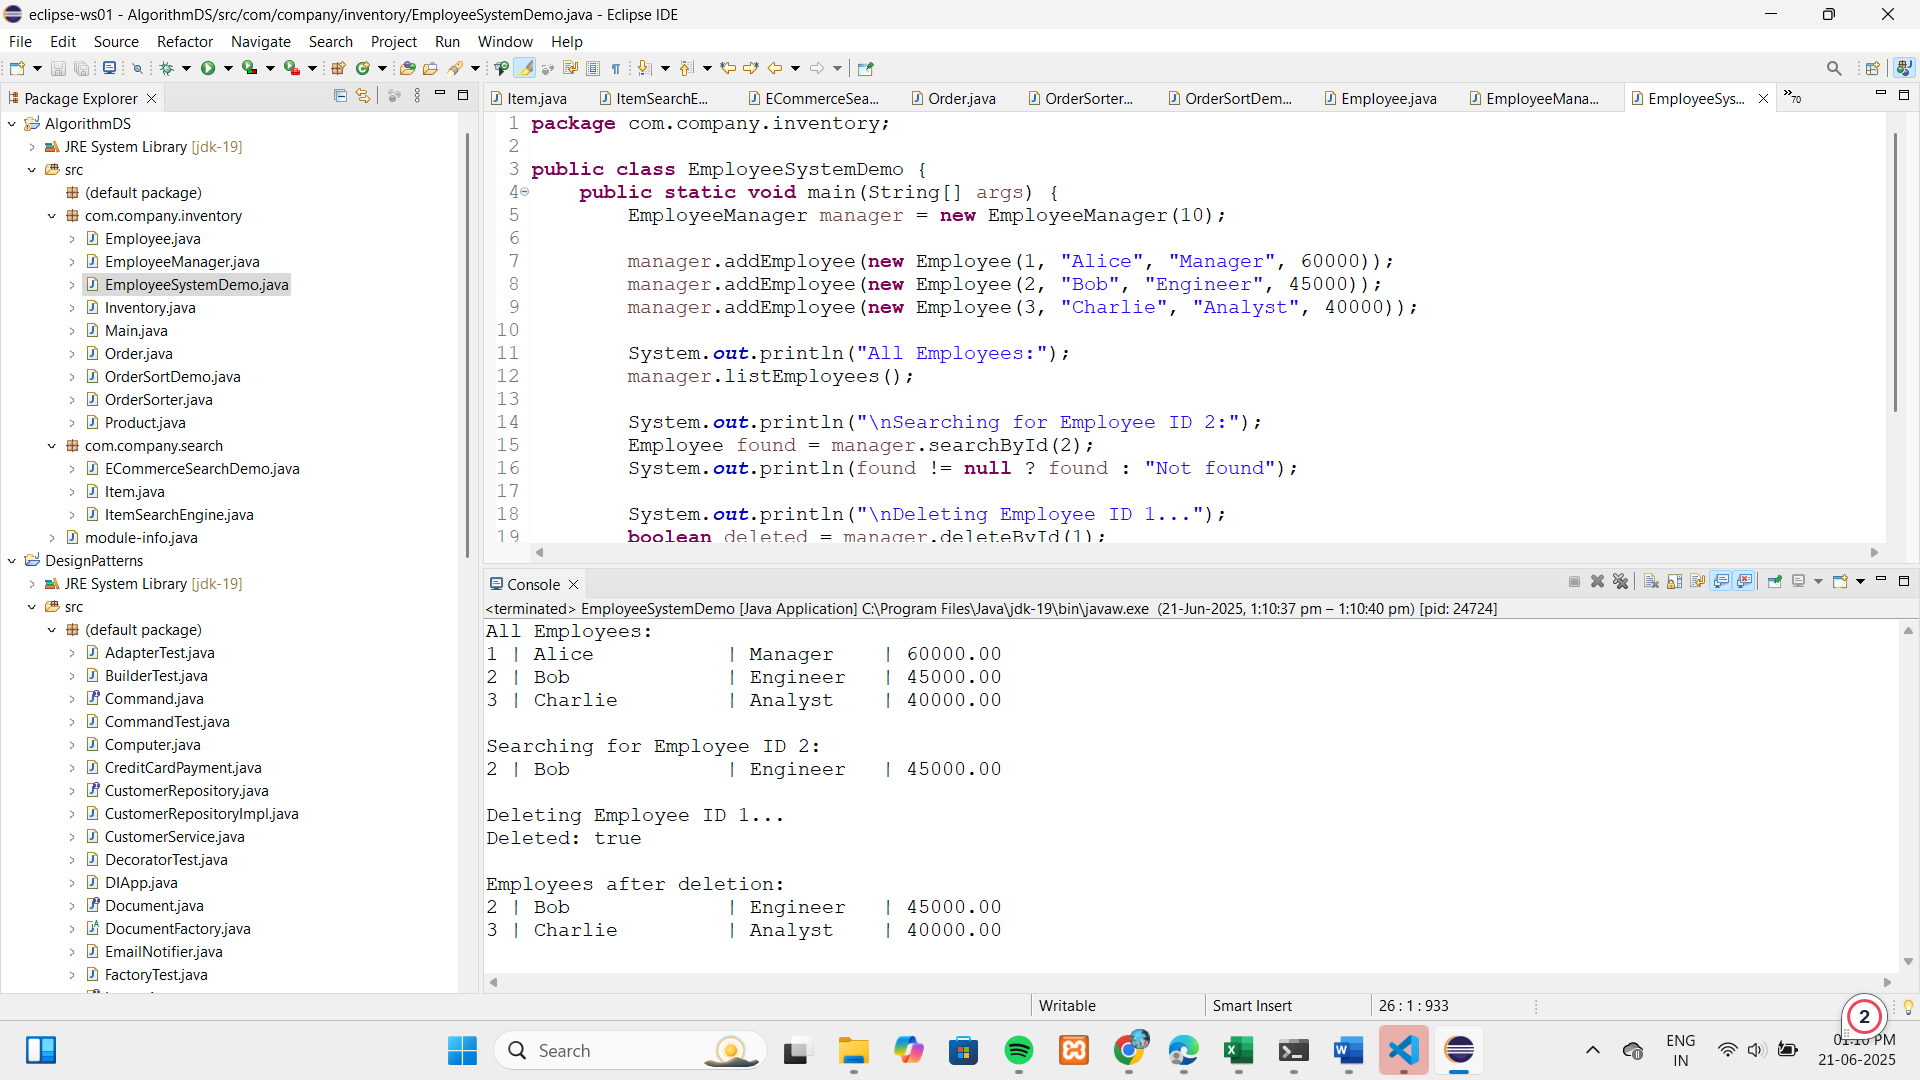 eclipse-ws01 - AlgorithmDS/src/com/company/inventory/EmployeeSystemDemo.java - Eclipse IDE
File Edit Source Refactor Navigate Search Project Run Window Help
Package Explorer
AlgorithmDS
JRE System Library [jdk-19]
src
(default package)
com.company.inventory
Employee.java
EmployeeManager.java
EmployeeSystemDemo.java
Inventory.java
Main.java
Order.java
OrderSortDemo.java
OrderSorter.java
Product.java
com.company.search
ECommerceSearchDemo.java
Item.java
ItemSearchEngine.java
module-info.java
DesignPatterns
JRE System Library [jdk-19]
src
(default package)
AdapterTest.java
BuilderTest.java
Command.java
CommandTest.java
Computer.java
CreditCardPayment.java
CustomerRepository.java
CustomerRepositoryImpl.java
CustomerService.java
DecoratorTest.java
DIApp.java
Document.java
DocumentFactory.java
EmailNotifier.java
FactoryTest.java
Item.java ItemSearchE... ECommerceSea... Order.java OrderSorter... OrderSortDem... Employee.java EmployeeMana... EmployeeSys... 70
1 package com.company.inventory;
2
3 public class EmployeeSystemDemo {
4 public static void main(String[] args) {
5 EmployeeManager manager = new EmployeeManager(10);
6
7 manager.addEmployee(new Employee(1, "Alice", "Manager", 60000));
8 manager.addEmployee(new Employee(2, "Bob", "Engineer", 45000));
9 manager.addEmployee(new Employee(3, "Charlie", "Analyst", 40000));
10
11 System.out.println("All Employees:");
12 manager.listEmployees();
13
14 System.out.println("\nSearching for Employee ID 2:");
15 Employee found = manager.searchById(2);
16 System.out.println(found != null ? found : "Not found");
17
18 System.out.println("\nDeleting Employee ID 1...");
19 boolean deleted = manager.deleteById(1);
Console
<terminated> EmployeeSystemDemo [Java Application] C:\Program Files\Java\jdk-19\bin\javaw.exe (21-Jun-2025, 1:10:37 pm – 1:10:40 pm) [pid: 24724]
All Employees:
1 | Alice | Manager | 60000.00
2 | Bob | Engineer | 45000.00
3 | Charlie | Analyst | 40000.00
Searching for Employee ID 2:
2 | Bob | Engineer | 45000.00
Deleting Employee ID 1...
Deleted: true
Employees after deletion:
2 | Bob | Engineer | 45000.00
3 | Charlie | Analyst | 40000.00
Writable Smart Insert 26 : 1 : 933
2
Search
ENG
IN
01:10 PM
21-06-2025